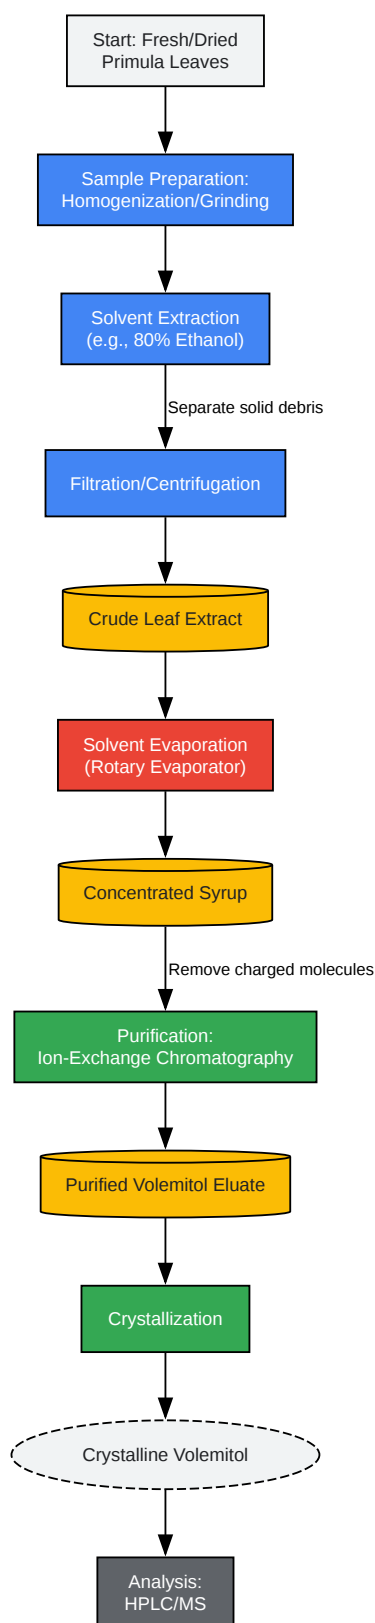 Start: Fresh/Dried
Primula Leaves
Sample Preparation:
Homogenization/Grinding
Solvent Extraction
(e.g., 80% Ethanol)
Separate solid debris
Filtration/Centrifugation
Crude Leaf Extract
Solvent Evaporation
(Rotary Evaporator)
Concentrated Syrup
Remove charged molecules
Purification:
Ion-Exchange Chromatography
Purified Volemitol Eluate
Crystallization
Crystalline Volemitol
Analysis:
HPLC/MS